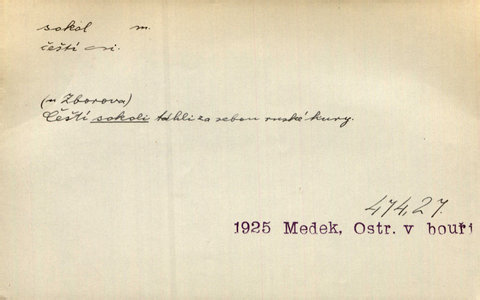 sokol m.
čeští -i.
(u Zborova)
Čeští sokoli táhli za sebou ruské kury.
474,27.
1925 Medek, Ostr. v bouři